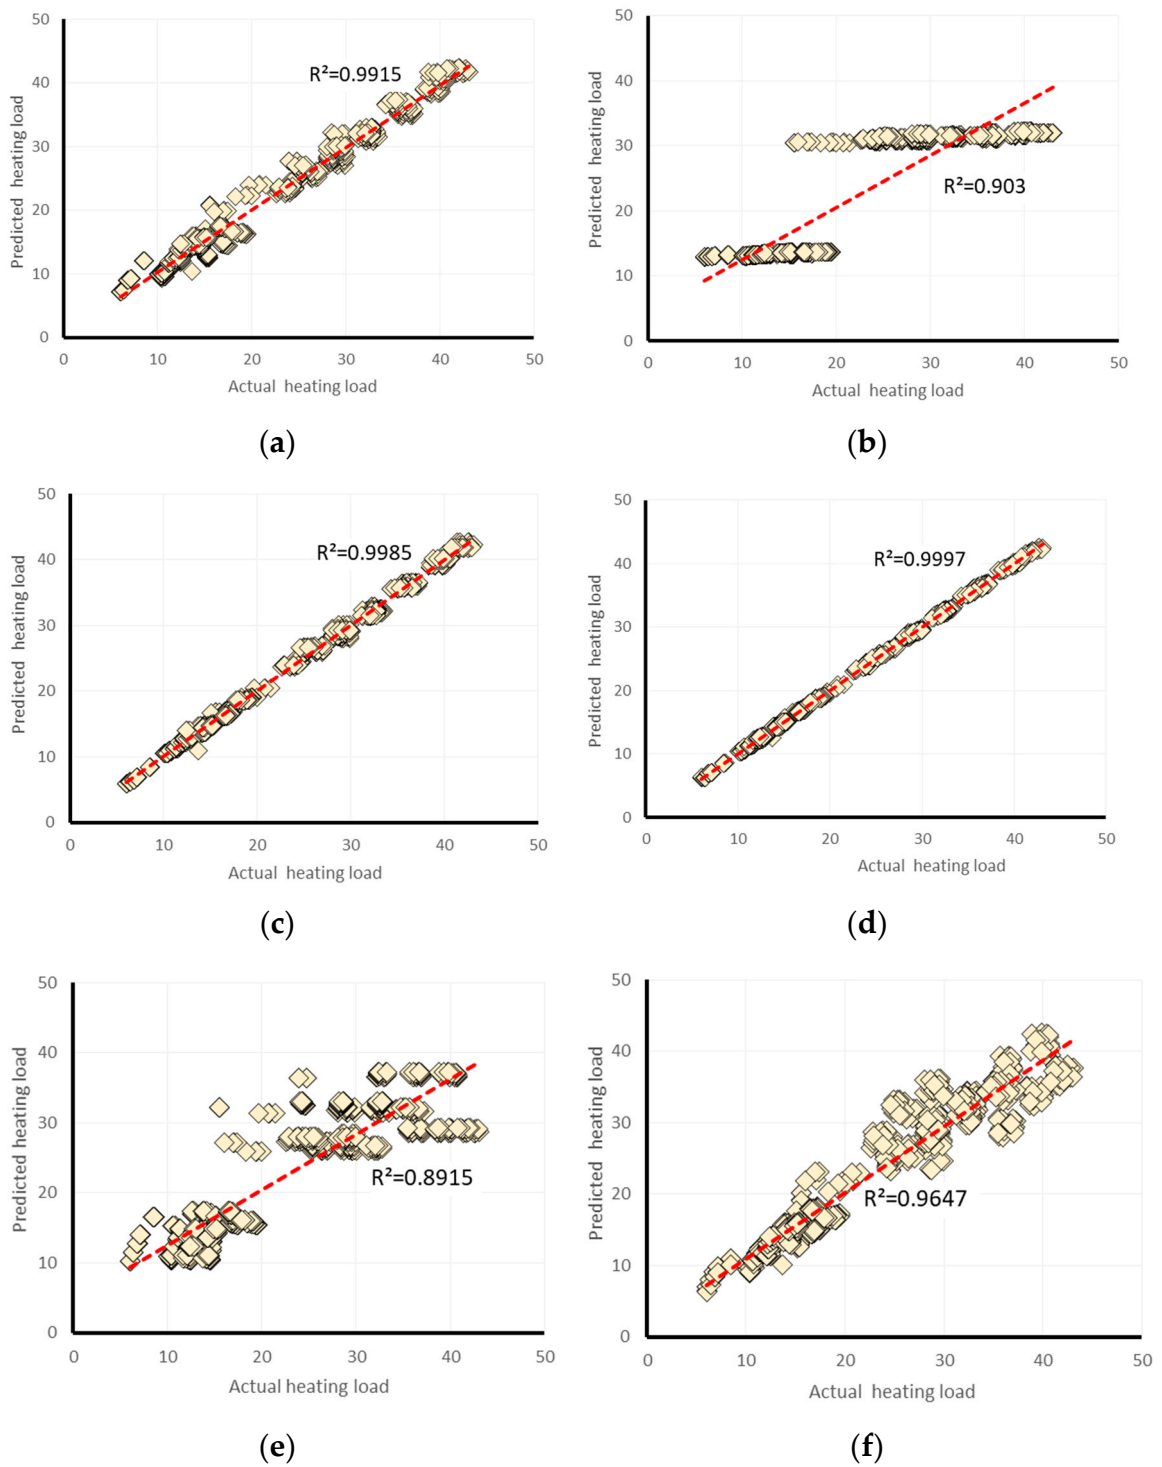 50
40
30
20
10
0
Predicted heating load
R²=0.9915
0 10 20 30 40 50
Actual heating load
(a)
50
40
30
20
10
0
Predicted heating load
R²=0.903
0 10 20 30 40 50
Actual heating load
(b)
50
40
30
20
10
0
Predicted heating load
R²=0.9985
0 10 20 30 40 50
Actual heating load
(c)
50
40
30
20
10
0
Predicted heating load
R²=0.9997
0 10 20 30 40 50
Actual heating load
(d)
50
40
30
20
10
0
Predicted heating load
R²=0.8915
0 10 20 30 40 50
Actual heating load
(e)
50
40
30
20
10
0
Predicted heating load
R²=0.9647
0 10 20 30 40 50
Actual heating load
(f)